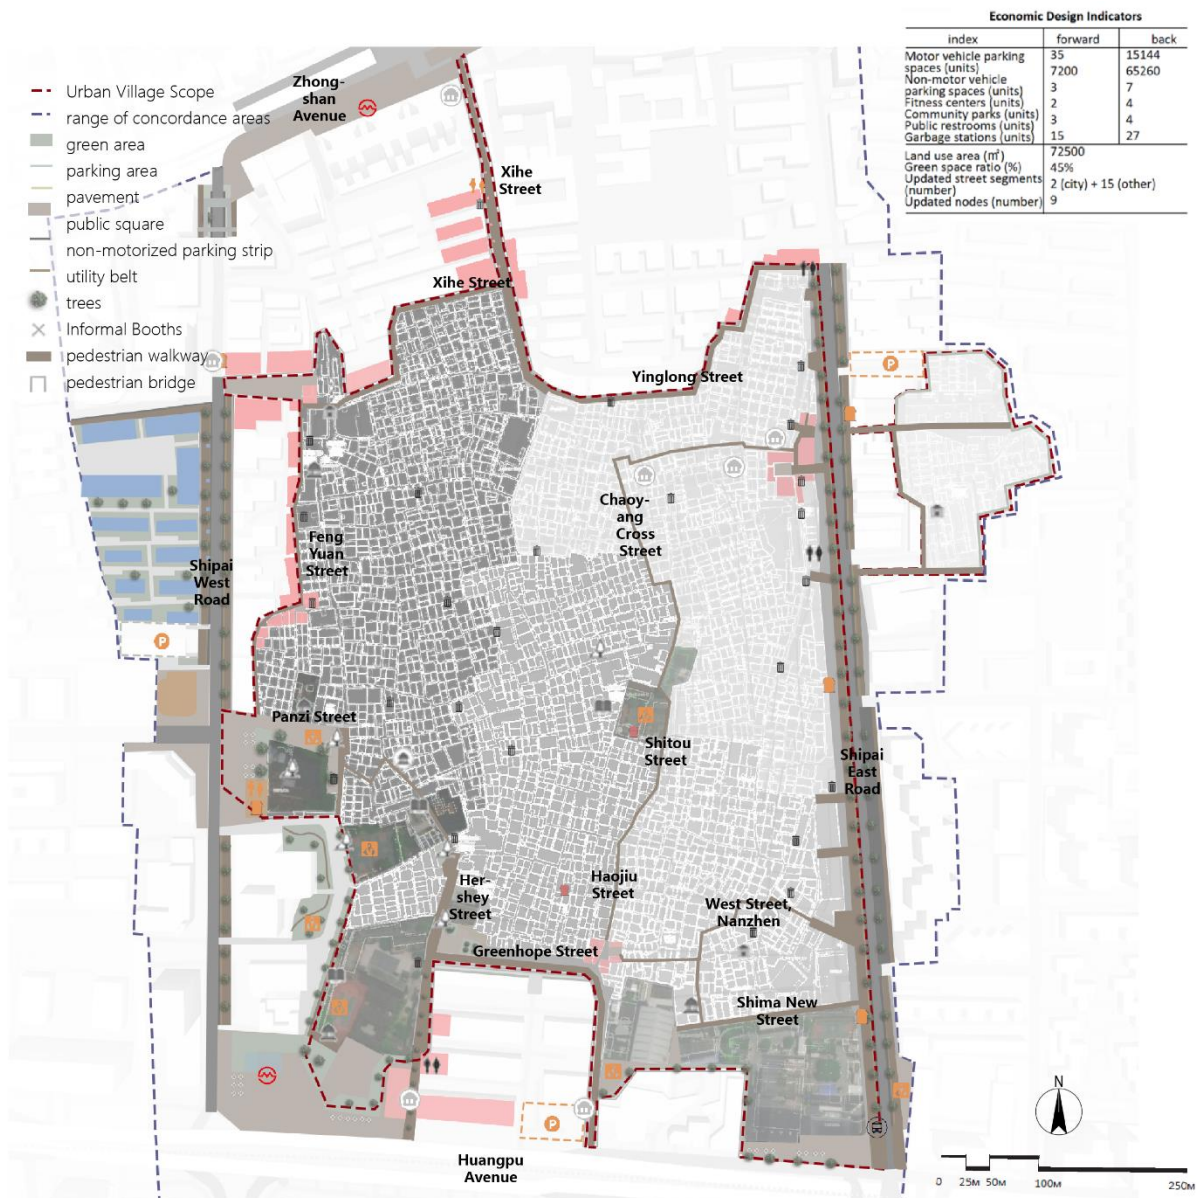 Economic Design Indicators
index forward back
Motor vehicle parking 35 15144
spaces (units) 7200 65260
Non-motor vehicle
parking spaces (units) 3 7
Fitness centers (units) 2 4
Community parks (units)
Public restrooms (units) 3 4
Garbage stations (units) 15 27
Land use area (㎡) 72500
Green space ratio (%) 45%
Updated street segments
(number) 2 (city) + 15 (other)
Updated nodes (number) 9
Urban Village Scope
range of concordance areas
green area
parking area
pavement
public square
non-motorized parking strip
utility belt
trees
Informal Booths
pedestrian walkway
pedestrian bridge
Zhong-
shan
Avenue
Xihe
Street
Xihe Street
Yinglong Street
P
Chaoy-
ang
Cross
Street
Feng
Yuan
Street
Shipai
West
Road
P
Panzi Street
Shitou
Street
Shipai
East
Road
Her-
shey
Street
Haojiu
Street
West Street,
Nanzhen
Greenhope Street
Shima New
Street
P
Huangpu
Avenue
N
0 25M 50M 100M 250M